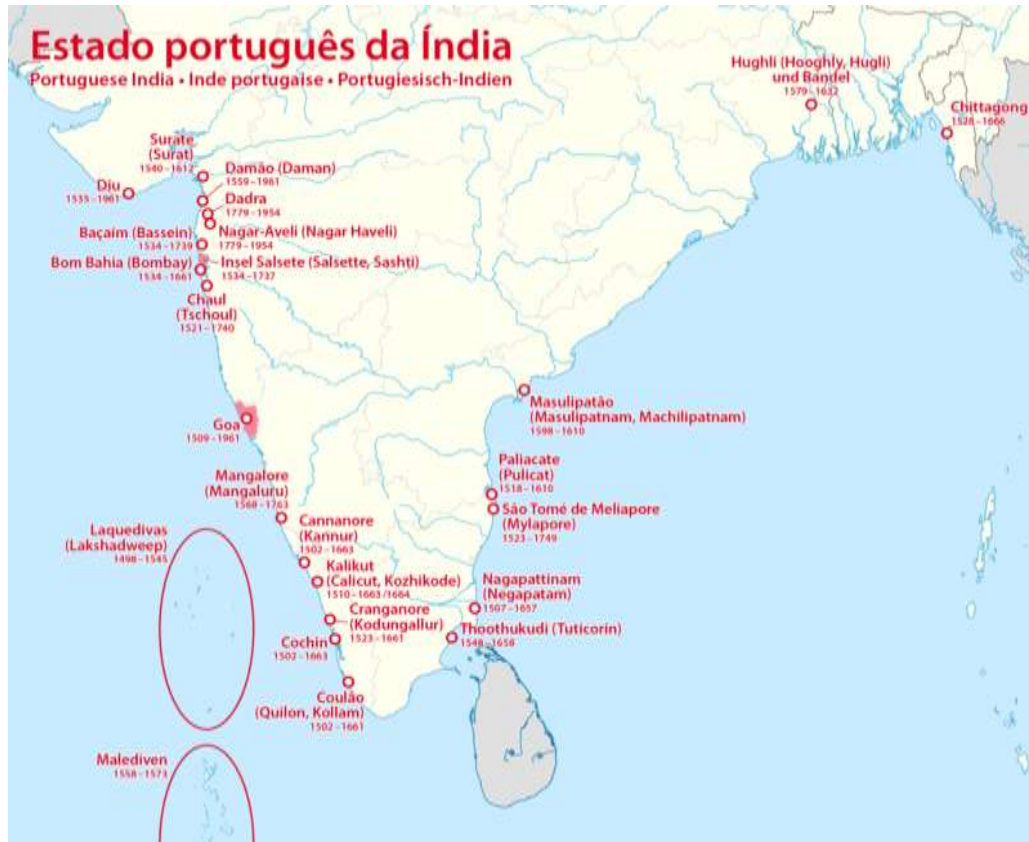 Estado português da Índia
Portuguese India • Inde portugaise • Portugiesisch-Indien
Hughli (Hooghly, Hugli)
und Bandel
1579–1632
Chittagong
1528–1666
Surate
(Surat)
1540–1612
Damão (Daman)
1559–1961
Diu
1535–1961
Dadra
1779–1954
Nagar-Aveli (Nagar Haveli)
1779–1954
Baçaím (Bassein)
1534–1739
Bom Bahia (Bombay)
1534–1661
Insel Salsete (Salsette, Sashti)
1534–1737
Chaul
(Tschoul)
1521–1740
Goa
1509–1961
Masulipatão
(Masulipatnam, Machilipatnam)
1598–1610
Paliacate
(Pulicat)
1518–1610
São Tomé de Meliapore
(Mylapore)
1523–1749
Mangalore
(Mangaluru)
1568–1763
Cannanore
(Kannur)
1502–1663
Laquedivas
(Lakshadweep)
1498–1545
Kalikut
(Calicut, Kozhikode)
1510–1663/1664
Nagapattinam
(Negapatam)
1507–1657
Cranganore
(Kodungallur)
1523–1661
Thoothukudi (Tuticorin)
1548–1658
Cochin
1502–1663
Coulão
(Quilon, Kollam)
1502–1661
Malediven
1558–1573